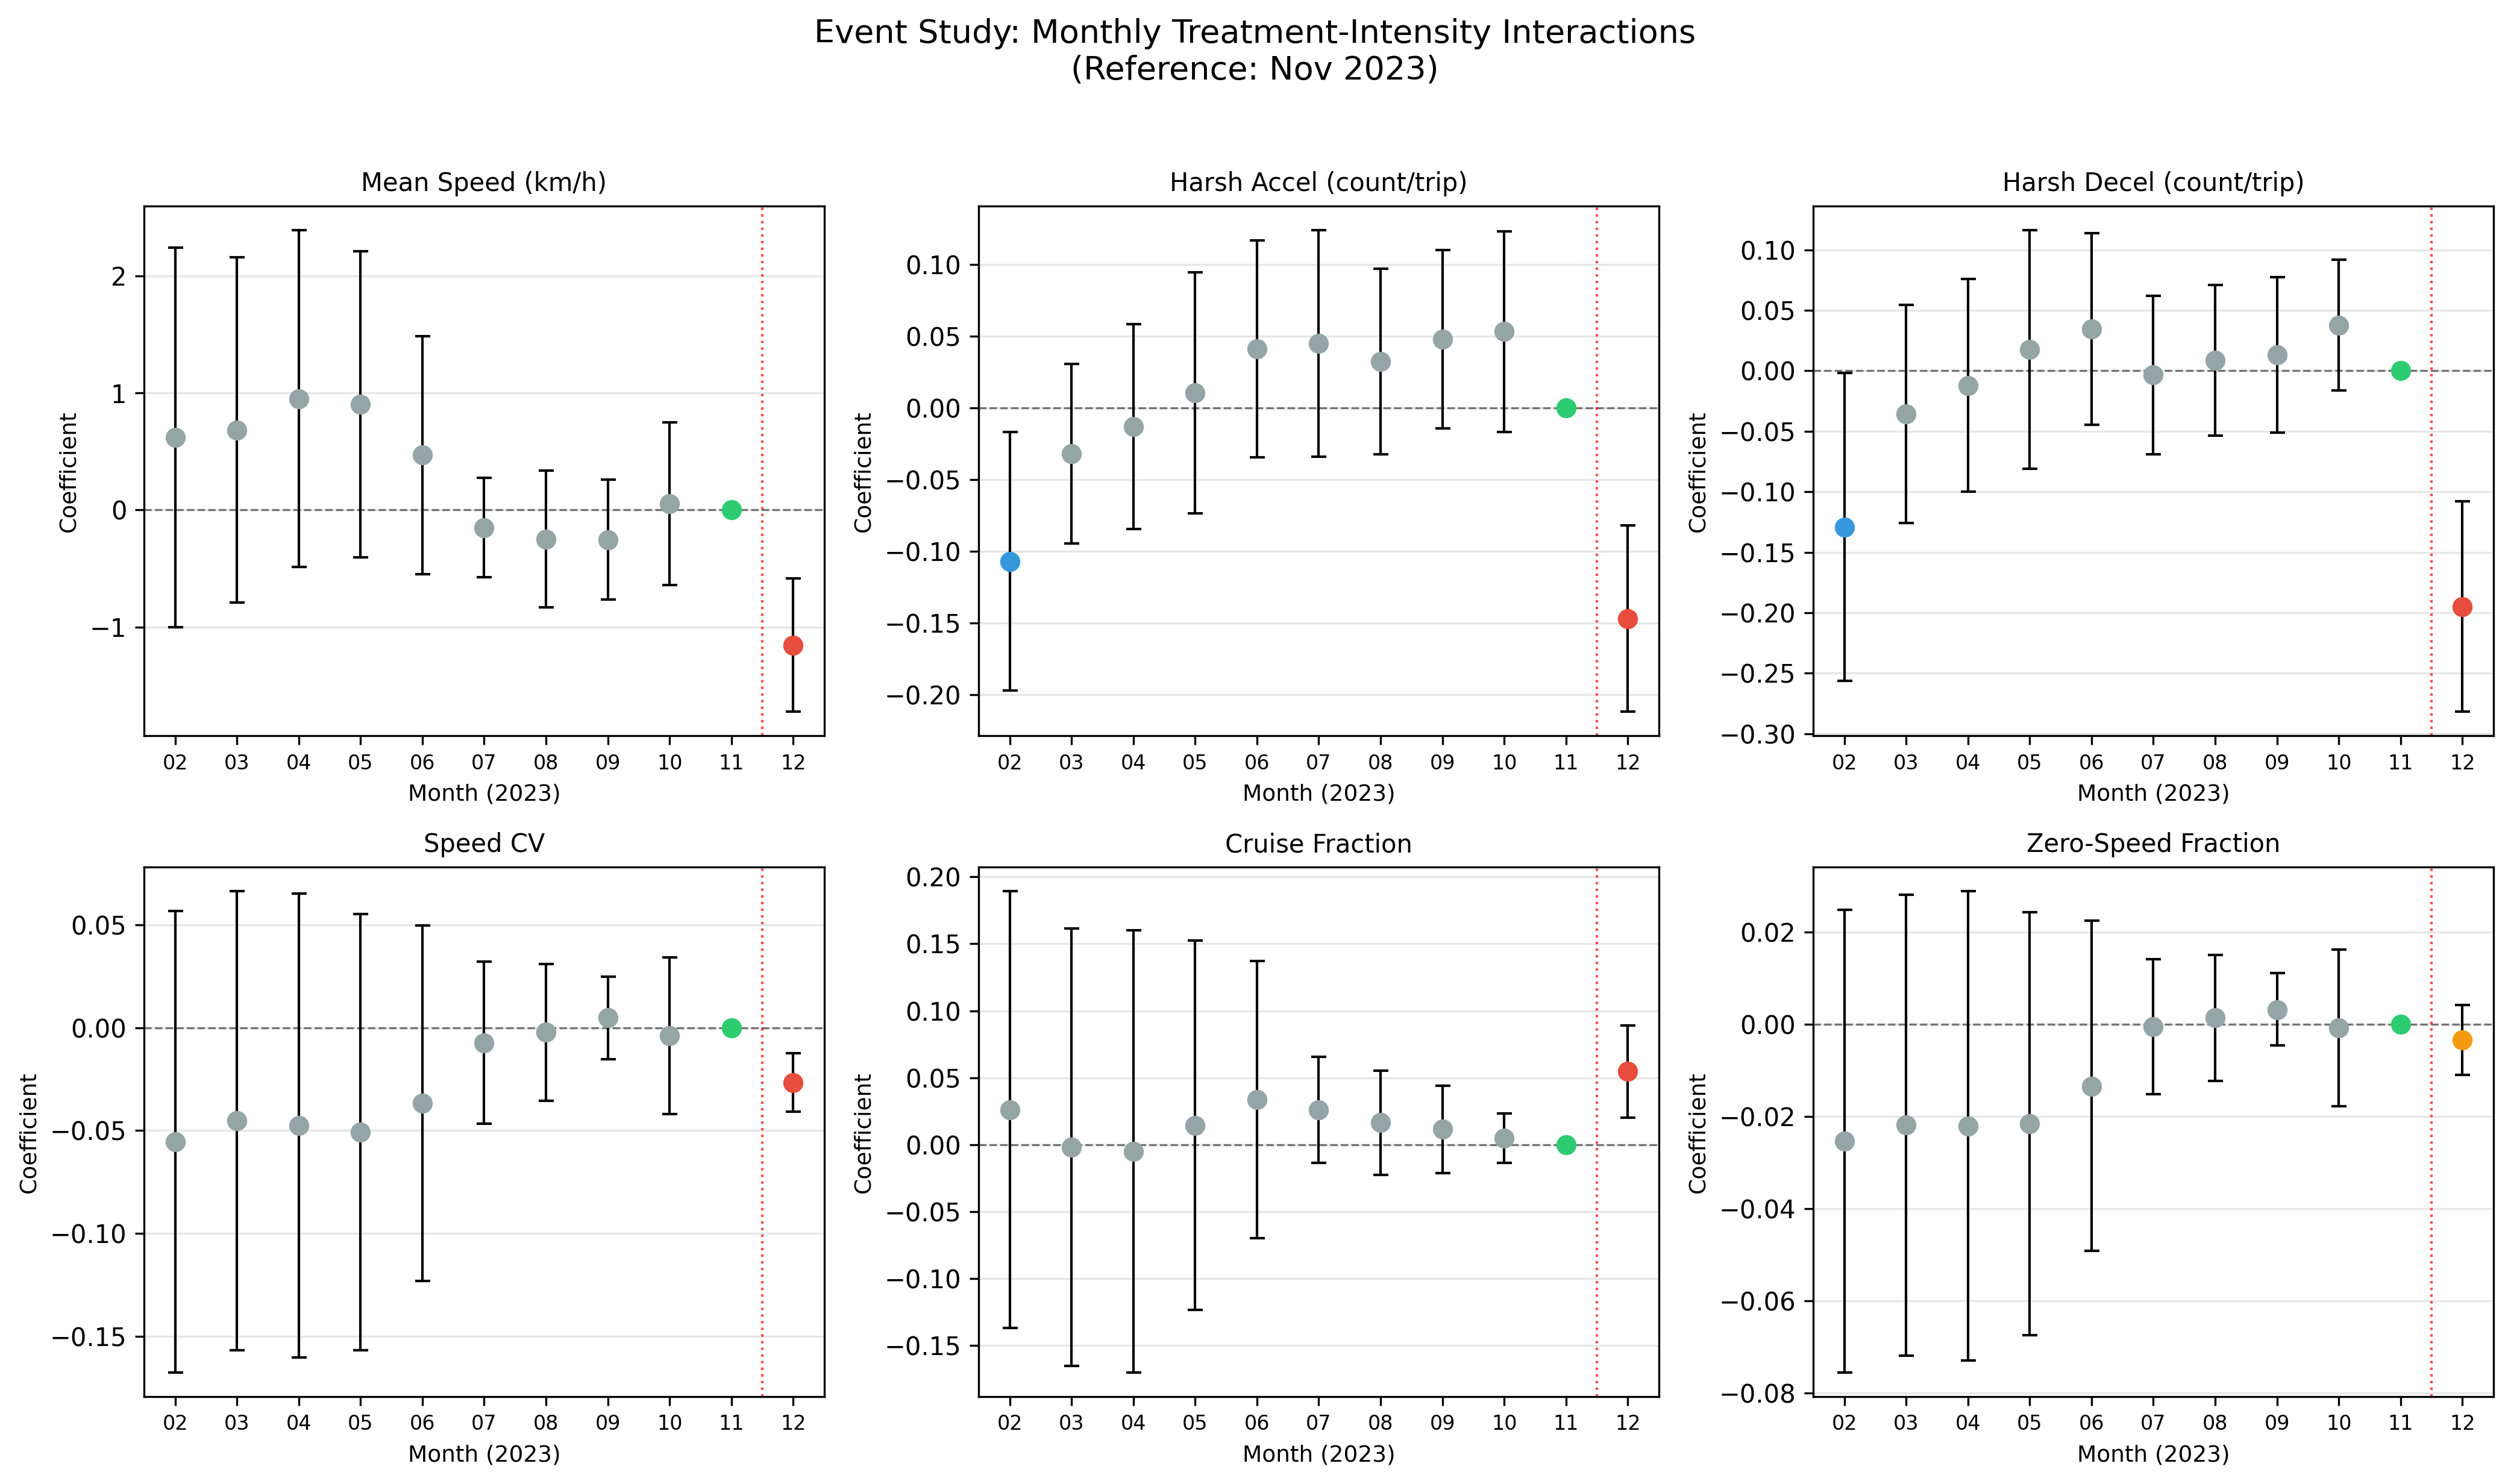 Event Study: Monthly Treatment-Intensity Interactions
(Reference: Nov 2023)
Mean Speed (km/h)
Coefficient
2
1
0
−1
02 03 04 05 06 07 08 09 10 11 12
Month (2023)
Harsh Accel (count/trip)
Coefficient
0.10
0.05
0.00
−0.05
−0.10
−0.15
−0.20
02 03 04 05 06 07 08 09 10 11 12
Month (2023)
Harsh Decel (count/trip)
Coefficient
0.10
0.05
0.00
−0.05
−0.10
−0.15
−0.20
−0.25
−0.30
02 03 04 05 06 07 08 09 10 11 12
Month (2023)
Speed CV
Coefficient
0.05
0.00
−0.05
−0.10
−0.15
02 03 04 05 06 07 08 09 10 11 12
Month (2023)
Cruise Fraction
Coefficient
0.20
0.15
0.10
0.05
0.00
−0.05
−0.10
−0.15
02 03 04 05 06 07 08 09 10 11 12
Month (2023)
Zero-Speed Fraction
Coefficient
0.02
0.00
−0.02
−0.04
−0.06
−0.08
02 03 04 05 06 07 08 09 10 11 12
Month (2023)